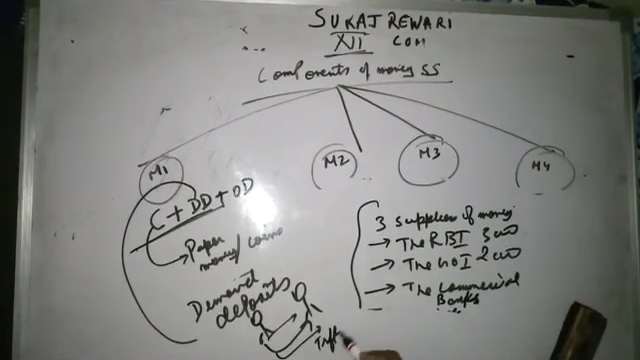 SURAJ REWARI
XII COM
Components of money SS
M1
M2
M3
M4
C + DD + OD
Paper money/coins
Demand deposits
3 suppliers of money
→ The RBI
→ The GOI
→ The Commercial Banks